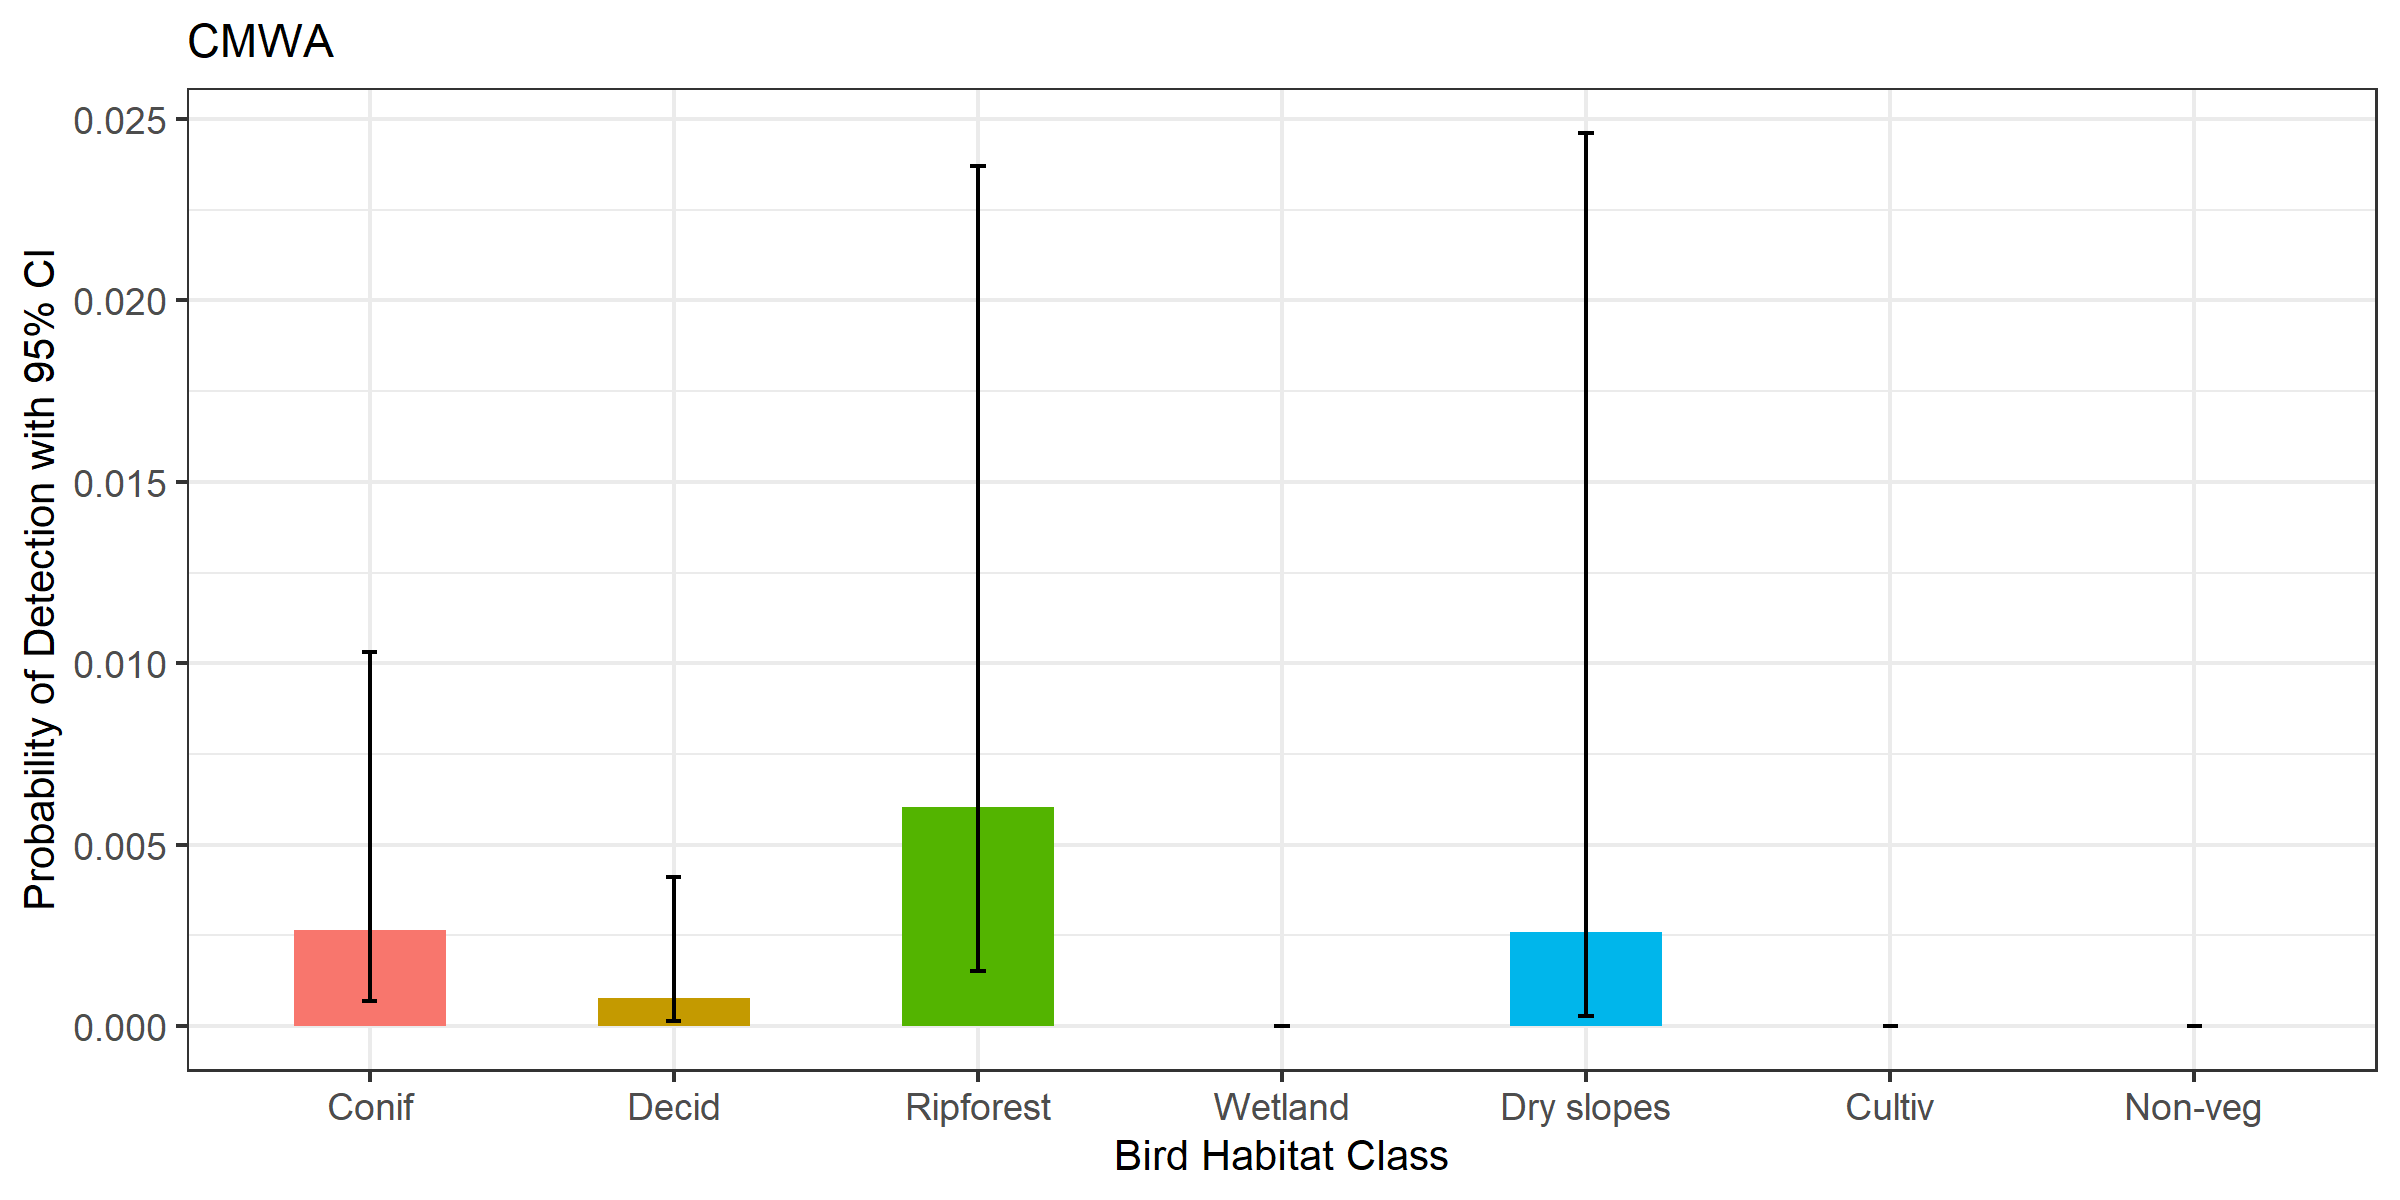 CMWA
Probability of Detection with 95% CI
0.025
0.020
0.015
0.010
0.005
0.000
Conif Decid Ripforest Wetland Dry slopes Cultiv Non-veg
Bird Habitat Class